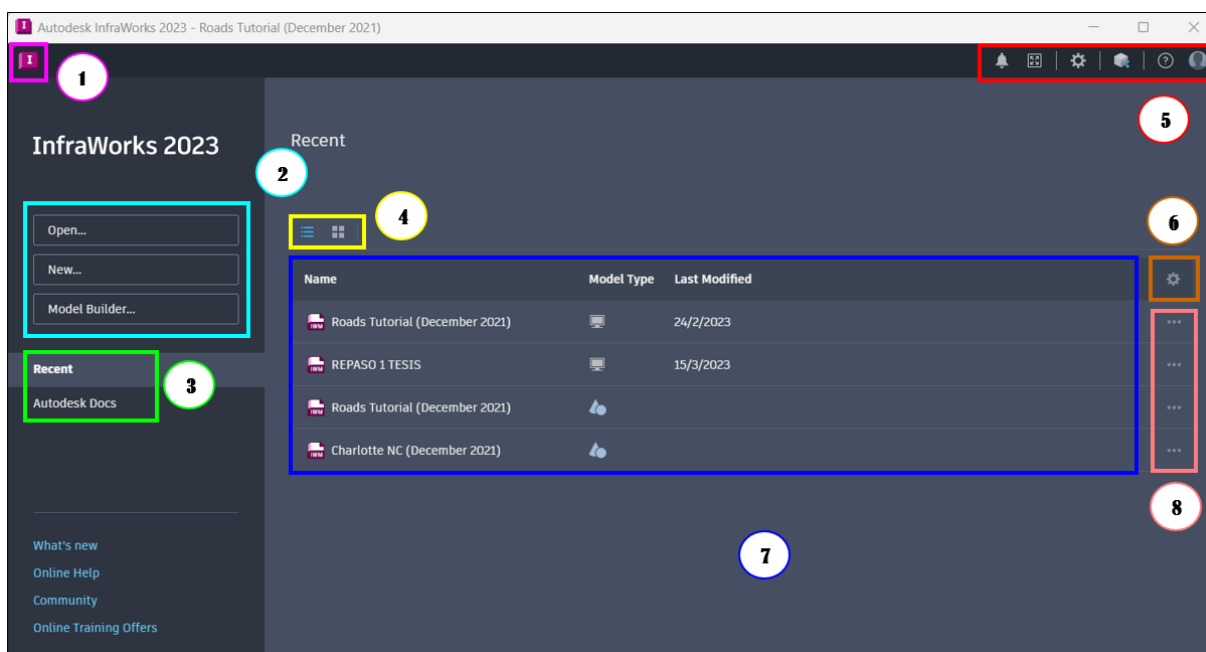 Autodesk InfraWorks 2023 - Roads Tutorial (December 2021)
I
1
5
InfraWorks 2023
Recent
2
4
6
Open...
New...
Model Builder...
Name Model Type Last Modified
Roads Tutorial (December 2021) 24/2/2023
REPASO 1 TESIS 15/3/2023
Roads Tutorial (December 2021)
Charlotte NC (December 2021)
Recent
3
Autodesk Docs
8
7
What's new
Online Help
Community
Online Training Offers